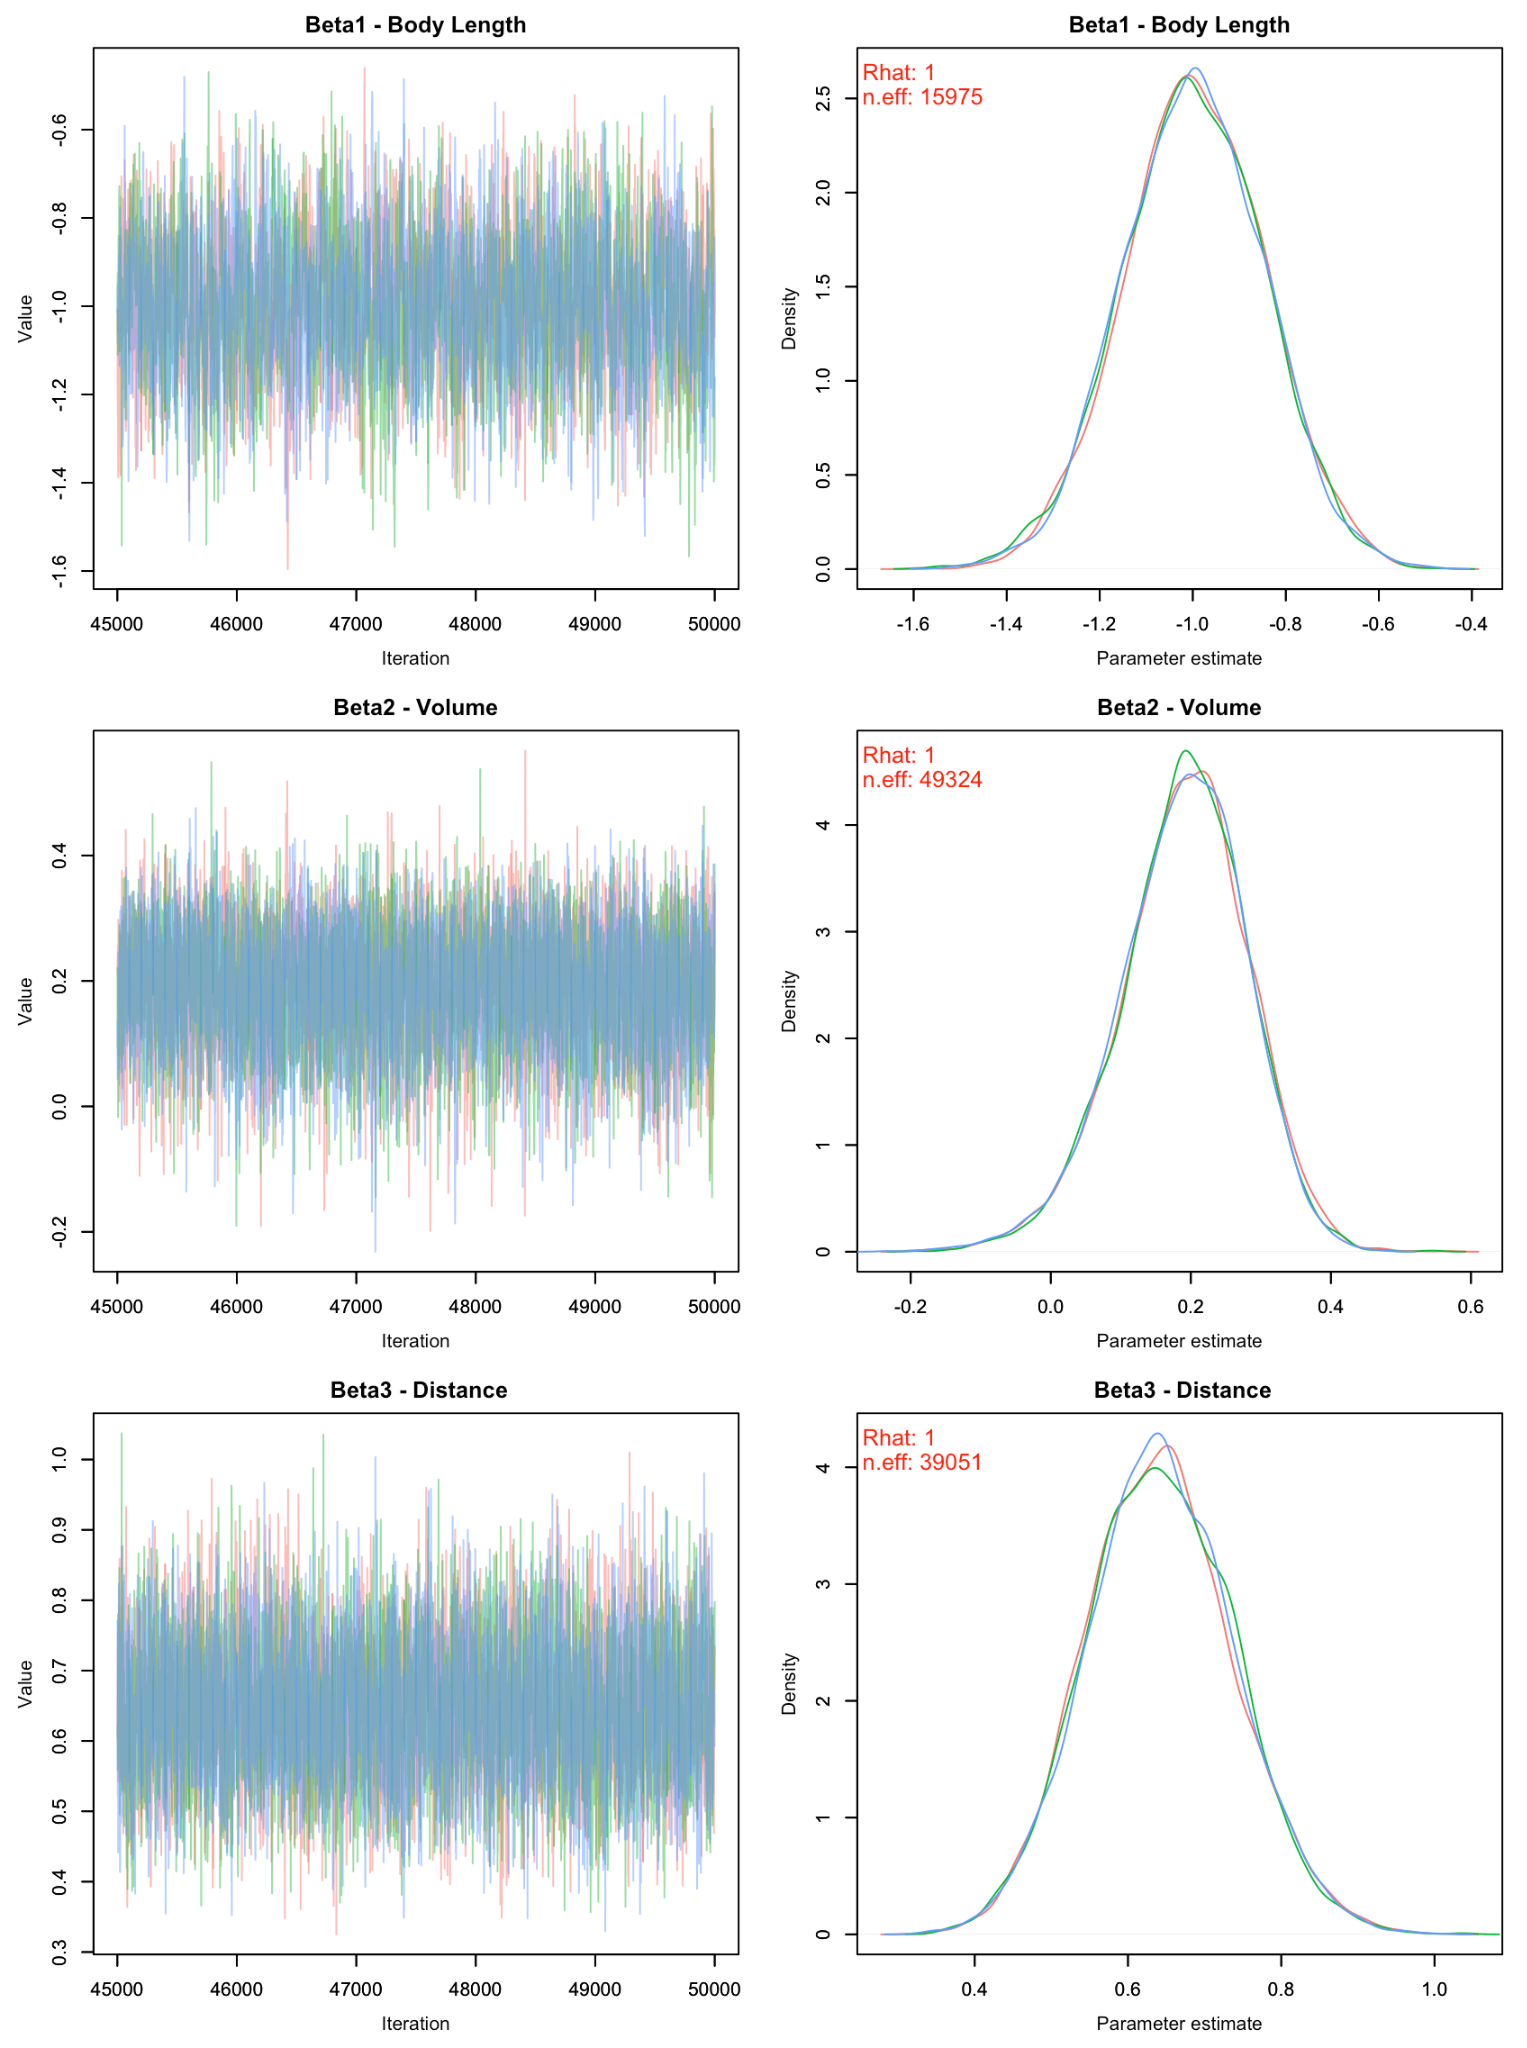 Beta1 - Body Length
Value
-0.6
-0.8
-1.0
-1.2
-1.4
-1.6
45000 46000 47000 48000 49000 50000
Iteration
Beta1 - Body Length
Rhat: 1
n.eff: 15975
Density
2.5
2.0
1.5
1.0
0.5
0.0
-1.6 -1.4 -1.2 -1.0 -0.8 -0.6 -0.4
Parameter estimate
Beta2 - Volume
Value
0.4
0.2
0.0
-0.2
45000 46000 47000 48000 49000 50000
Iteration
Beta2 - Volume
Rhat: 1
n.eff: 49324
Density
4
3
2
1
0
-0.2 0.0 0.2 0.4 0.6
Parameter estimate
Beta3 - Distance
Value
1.0
0.9
0.8
0.7
0.6
0.5
0.4
0.3
45000 46000 47000 48000 49000 50000
Iteration
Beta3 - Distance
Rhat: 1
n.eff: 39051
Density
4
3
2
1
0
0.4 0.6 0.8 1.0
Parameter estimate